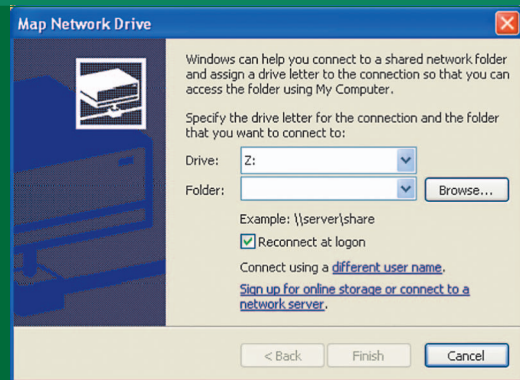 Map Network Drive
Windows can help you connect to a shared network folder
and assign a drive letter to the connection so that you can
access the folder using My Computer.
Specify the drive letter for the connection and the folder
that you want to connect to:
Drive: Z:
Folder: Browse...
Example: \\server\share
Reconnect at logon
Connect using a different user name.
Sign up for online storage or connect to a
network server.
< Back Finish Cancel